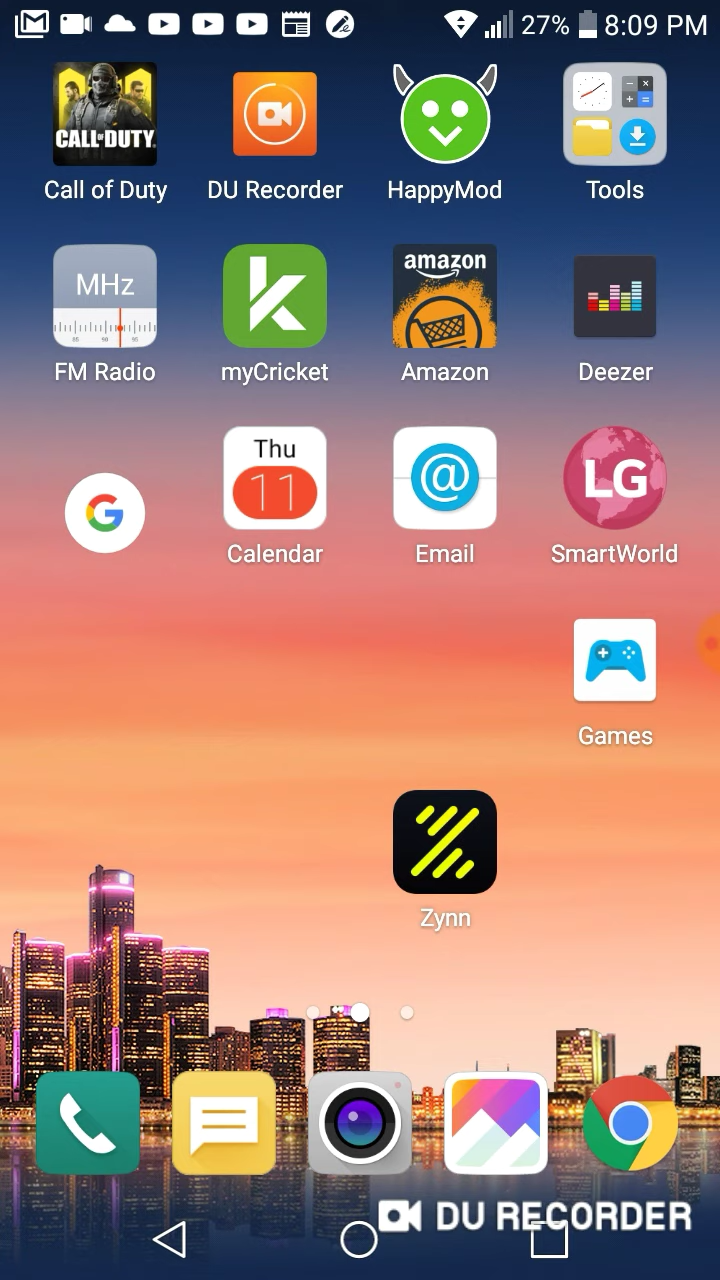 27% 8:09 PM
CALL OF DUTY
Call of Duty DU Recorder HappyMod Tools
MHz
amazon
FM Radio myCricket Amazon Deezer
Thu
11
@
LG
G
Calendar Email SmartWorld
Games
Zynn
DU RECORDER